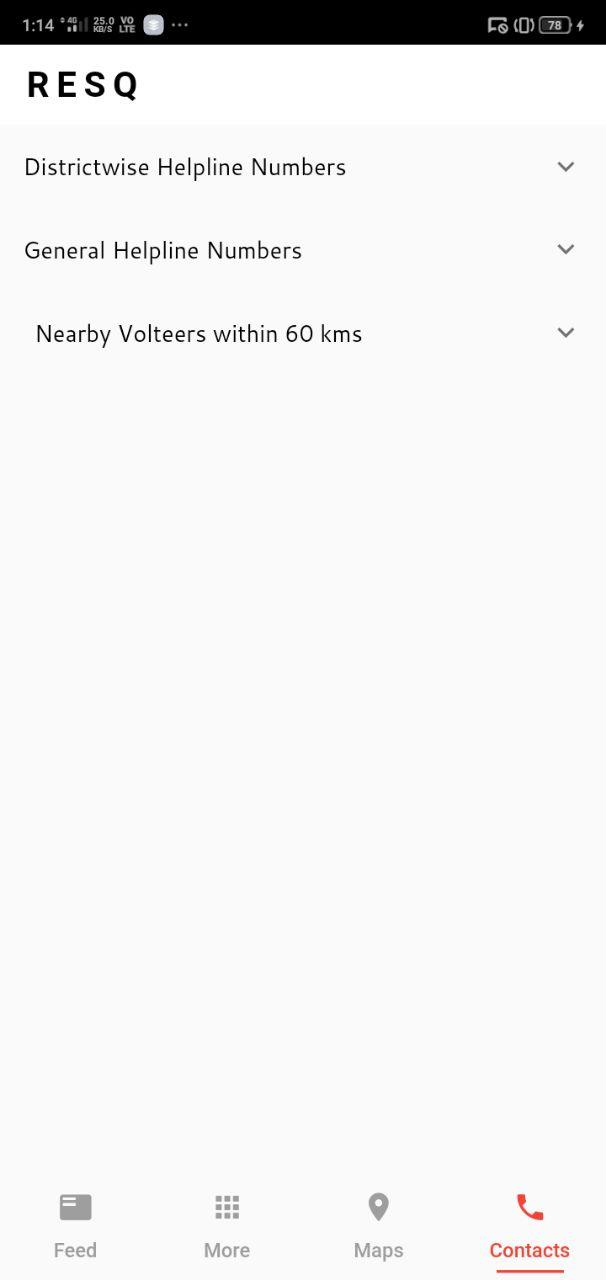 1:14 4G 25.0 KB/S VO LTE ... 78
RESQ
Districtwise Helpline Numbers
General Helpline Numbers
Nearby Volteers within 60 kms
Feed More Maps Contacts